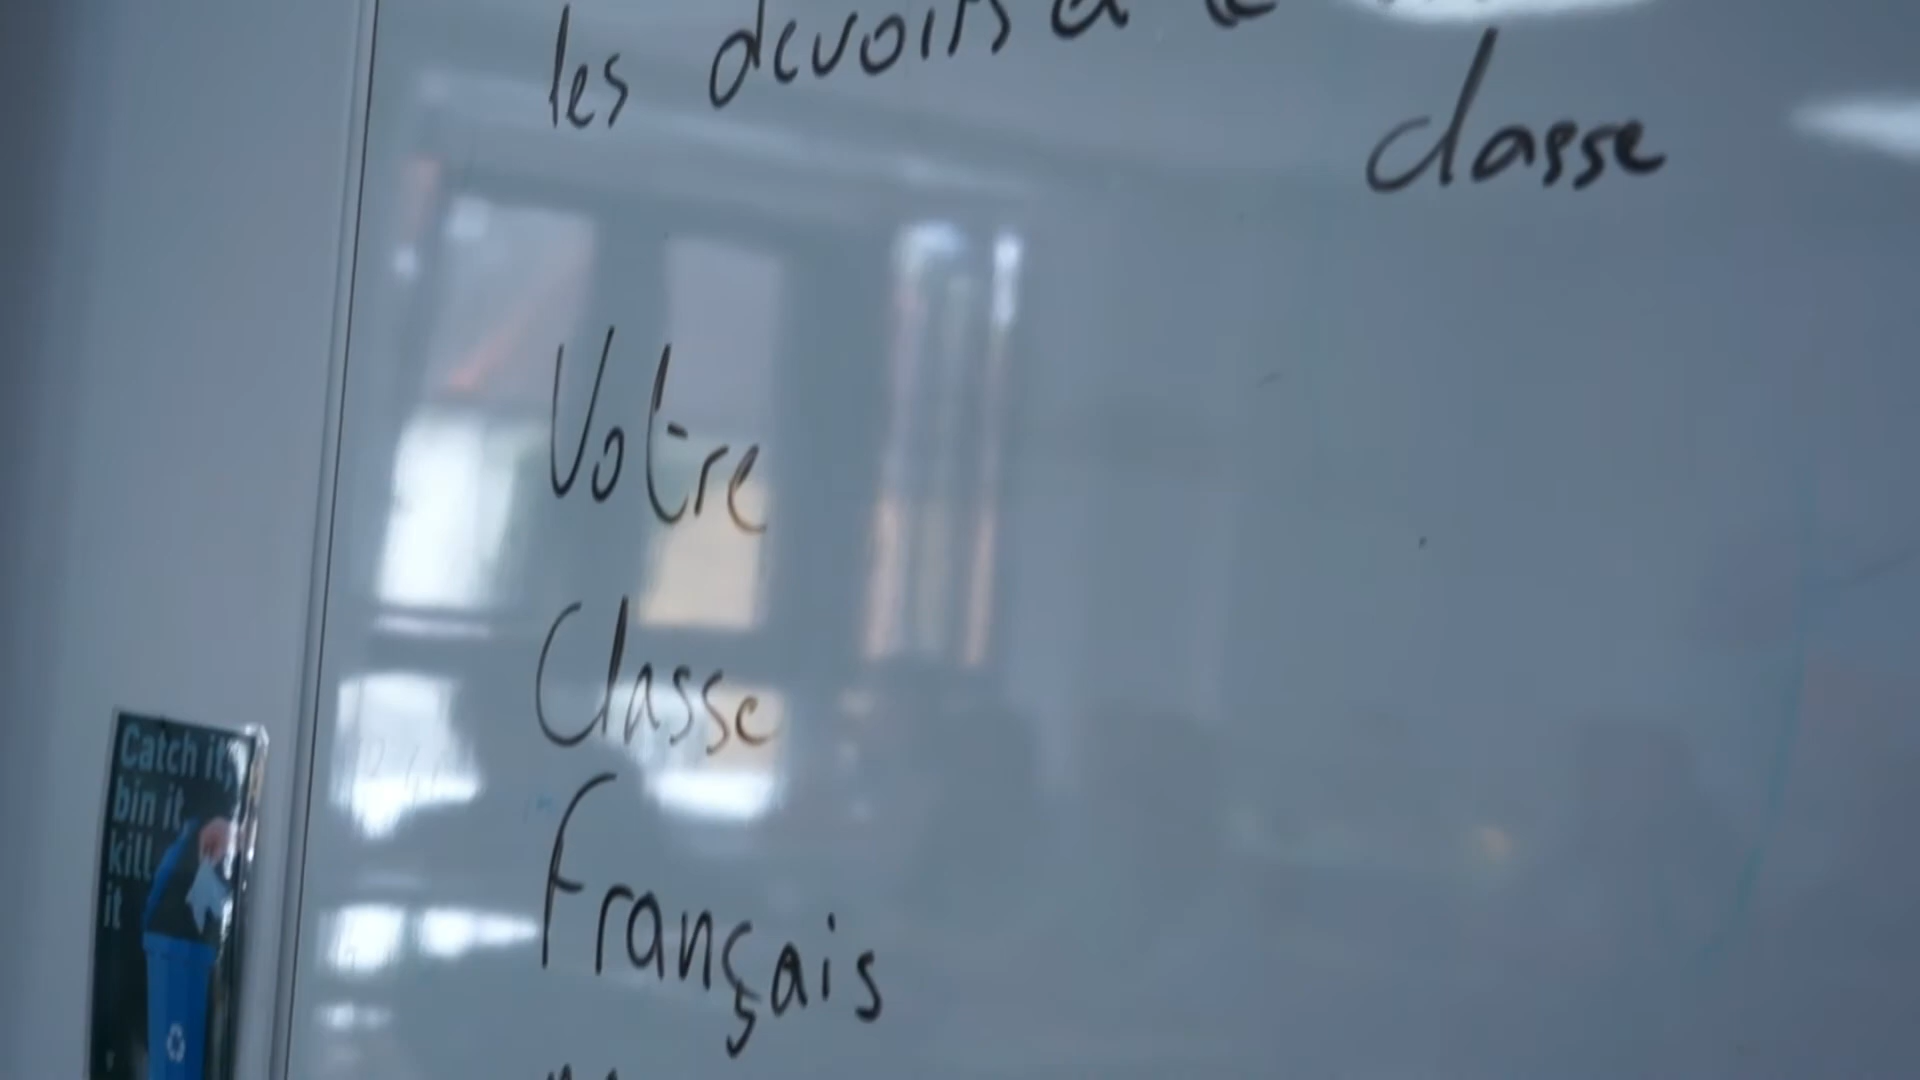 les devoirs à
classe
Votre
Classe
Français
Catch it,
bin it,
kill
it